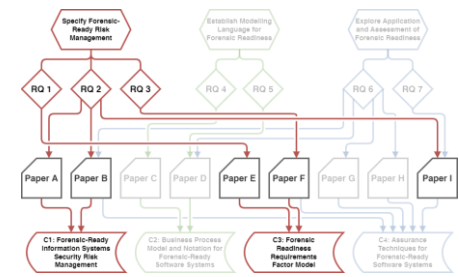 Specify Forensic-
Ready Risk
Management
Establish Modelling
Language for
Forensic Readiness
Explore Application
and Assessment of
Forensic Readiness
RQ 1
RQ 2
RQ 3
RQ 4
RQ 5
RQ 6
RQ 7
Paper A
Paper B
Paper C
Paper D
Paper E
Paper F
Paper G
Paper H
Paper I
C1: Forensic-Ready
Information Systems
Security Risk
Management
C2: Business Process
Model and Notation for
Forensic-Ready
Software Systems
C3: Forensic
Readiness
Requirements
Factor Model
C4: Assurance
Techniques for
Forensic-Ready
Software Systems